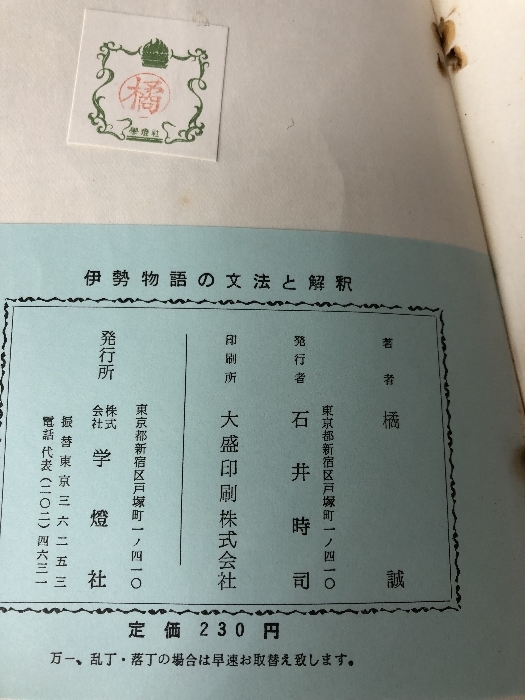 橘
學燈社
伊勢物語の文法と解釈
著者 橘 誠
東京都新宿区戸塚町一ノ四一〇
発行者 石井時司
印刷所 大盛印刷株式会社
東京都新宿区戸塚町一ノ四一〇
発行所 株式会社 学燈社
振替東京三六二五三
電話代表(二〇二)四六三一
定価230円
万一、乱丁・落丁の場合は早速お取替え致します。